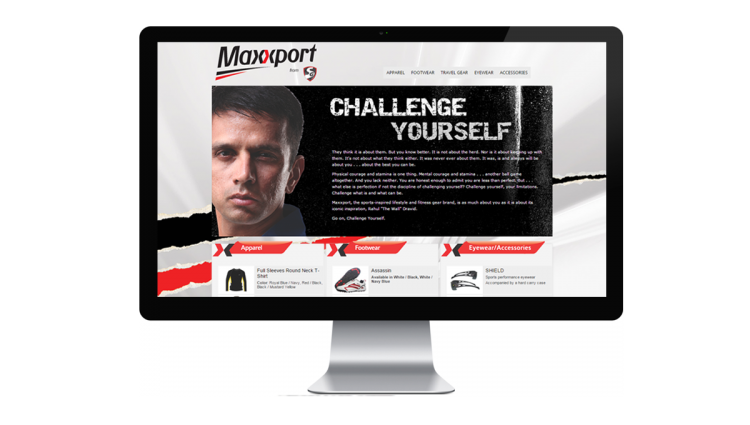 Maxxport
from
APPAREL FOOTWEAR TRAVEL GEAR EYEWEAR ACCESSORIES
CHALLENGE
YOURSELF
They think it is about them. But you know better. It is not about the herd. Nor is it about keeping up with
them. It's not about what they think either. It was never ever about them. It was, is and always will be
about you . . . about the best you can be.
Physical courage and stamina is one thing. Mental courage and stamina . . . another ball game
altogether. And you lack neither. You are honest enough to admit you are less than perfect. But . . .
what else is perfection if not the discipline of challenging yourself? Challenge yourself, your limitations.
Challenge what is and what can be.
Maxxport, the sports-inspired lifestyle and fitness gear brand, is as much about you as it is about its
iconic inspiration, Rahul "The Wall" Dravid.
Go on, Challenge Yourself.
Apparel Footwear Eyewear/Accessories
Full Sleeves Round Neck T-
Shirt
Color: Royal Blue / Navy, Red / Black,
Black / Mustard Yellow
Assassin
Available in White / Black, White /
Navy Blue
SHIELD
Sports performance eyewear
Accompanied by a hard carry case